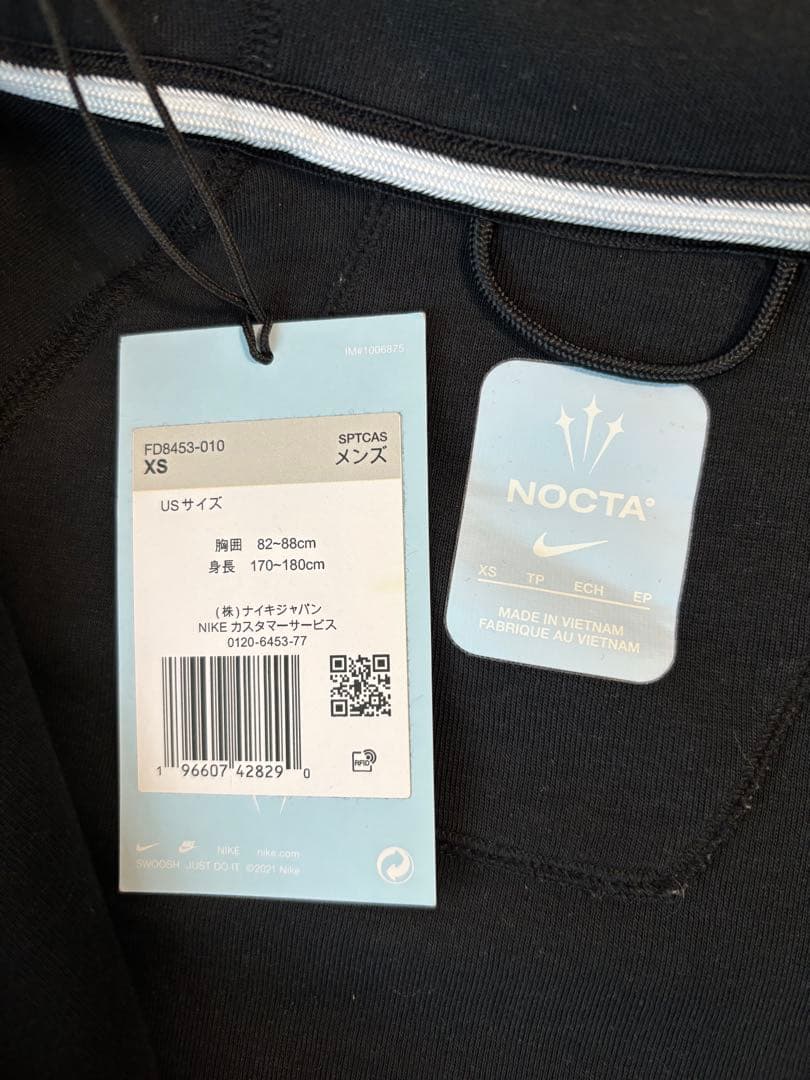 IM#1006875
FD8453-010
XS
SPTCAS
メンズ
USサイズ
胸囲 82~88cm
身長 170~180cm
(株)ナイキジャパン
NIKE カスタマーサービス
0120-6453-77
1 96607 42829 0
RFID
NIKE nike.com
SWOOSH JUST DO IT ©2021 Nike
NOCTA
XS TP ECH EP
MADE IN VIETNAM
FABRIQUE AU VIETNAM